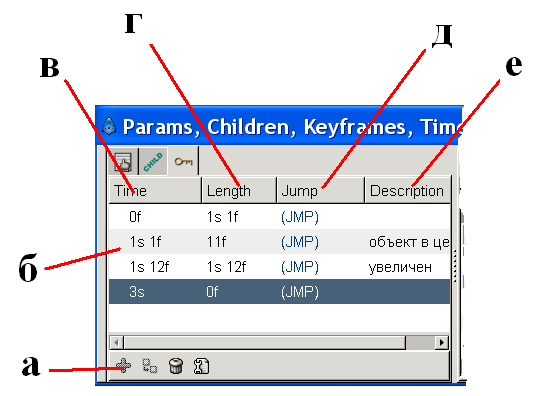 г
д
в
е
Params, Children, Keyframes, Tim
CHILD
Time Length Jump Description
0f 1s 1f (JMP)
1s 1f 11f (JMP) объект в це
б
1s 12f 1s 12f (JMP) увеличен
3s 0f (JMP)
а